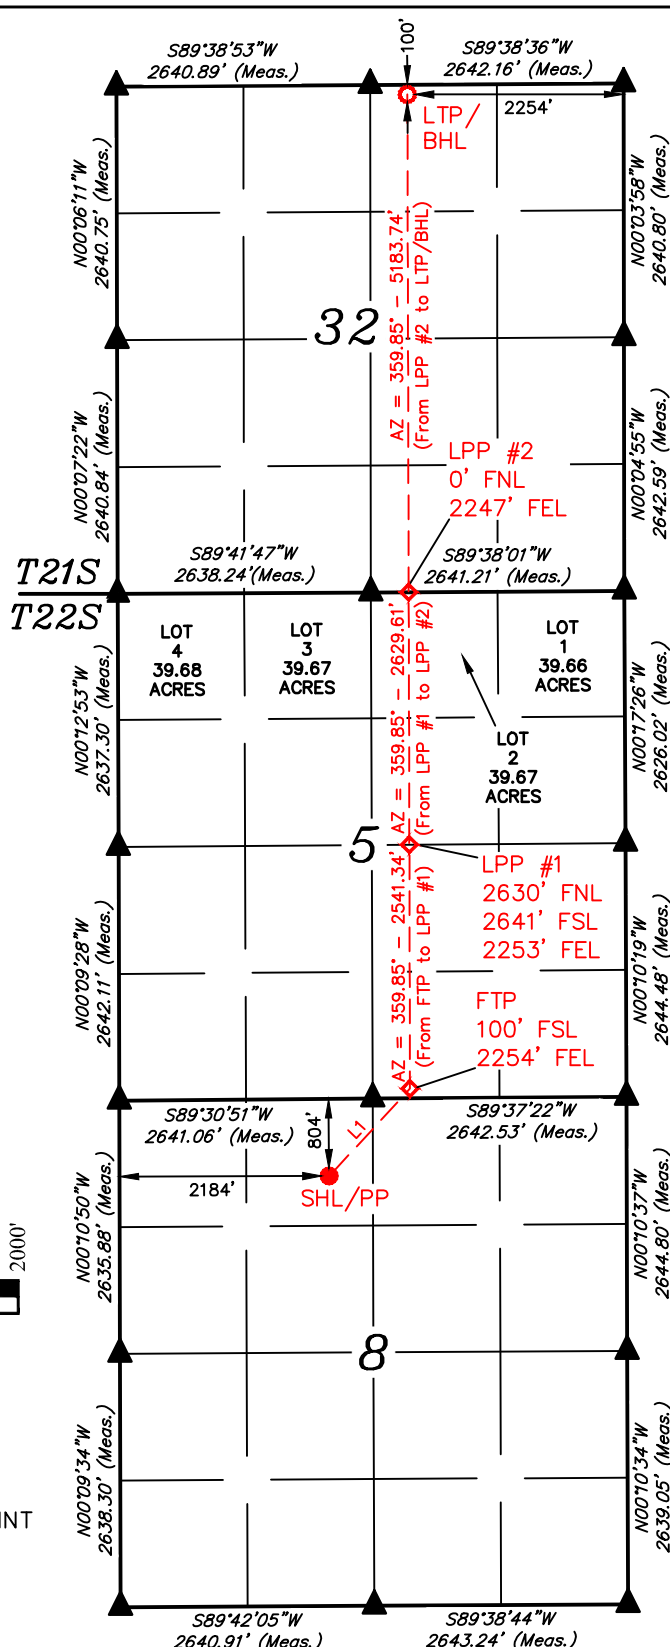 S89°38'53"W
2640.89' (Meas.)
100'
S89°38'36"W
2642.16' (Meas.)
2254'
LTP/
BHL
N00°06'11"W
2640.75' (Meas.)
N00°03'58"W
2640.80' (Meas.)
AZ = 359.85° - 5183.74'
(From LPP #2 to LTP/BHL)
32
N00°07'22"W
2640.84' (Meas.)
N00°04'55"W
2642.59' (Meas.)
LPP #2
0' FNL
2247' FEL
S89°41'47"W
2638.24'(Meas.)
S89°38'01"W
2641.21' (Meas.)
T21S
T22S
LOT
4
39.68
ACRES
LOT
3
39.67
ACRES
LOT
1
39.66
ACRES
AZ = 359.85° - 2629.61'
(From LPP #1 to LPP #2)
N00°12'53"W
2637.30' (Meas.)
N00°17'26"W
2626.02' (Meas.)
LOT
2
39.67
ACRES
5
LPP #1
2630' FNL
2641' FSL
2253' FEL
AZ = 359.85° - 2541.34'
(From FTP to LPP #1)
N00°09'28"W
2642.11' (Meas.)
N00°10'19"W
2644.48' (Meas.)
FTP
100' FSL
2254' FEL
S89°30'51"W
2641.06' (Meas.)
804'
L1
S89°37'22"W
2642.53' (Meas.)
2184'
SHL/PP
N00°10'50"W
2635.88' (Meas.)
N00°10'37"W
2644.80' (Meas.)
2000'
8
N00°09'34"W
2638.30' (Meas.)
N00°10'34"W
2639.05' (Meas.)
INT
S89°42'05"W
2640.91' (Meas.)
S89°38'44"W
2643.24' (Meas.)